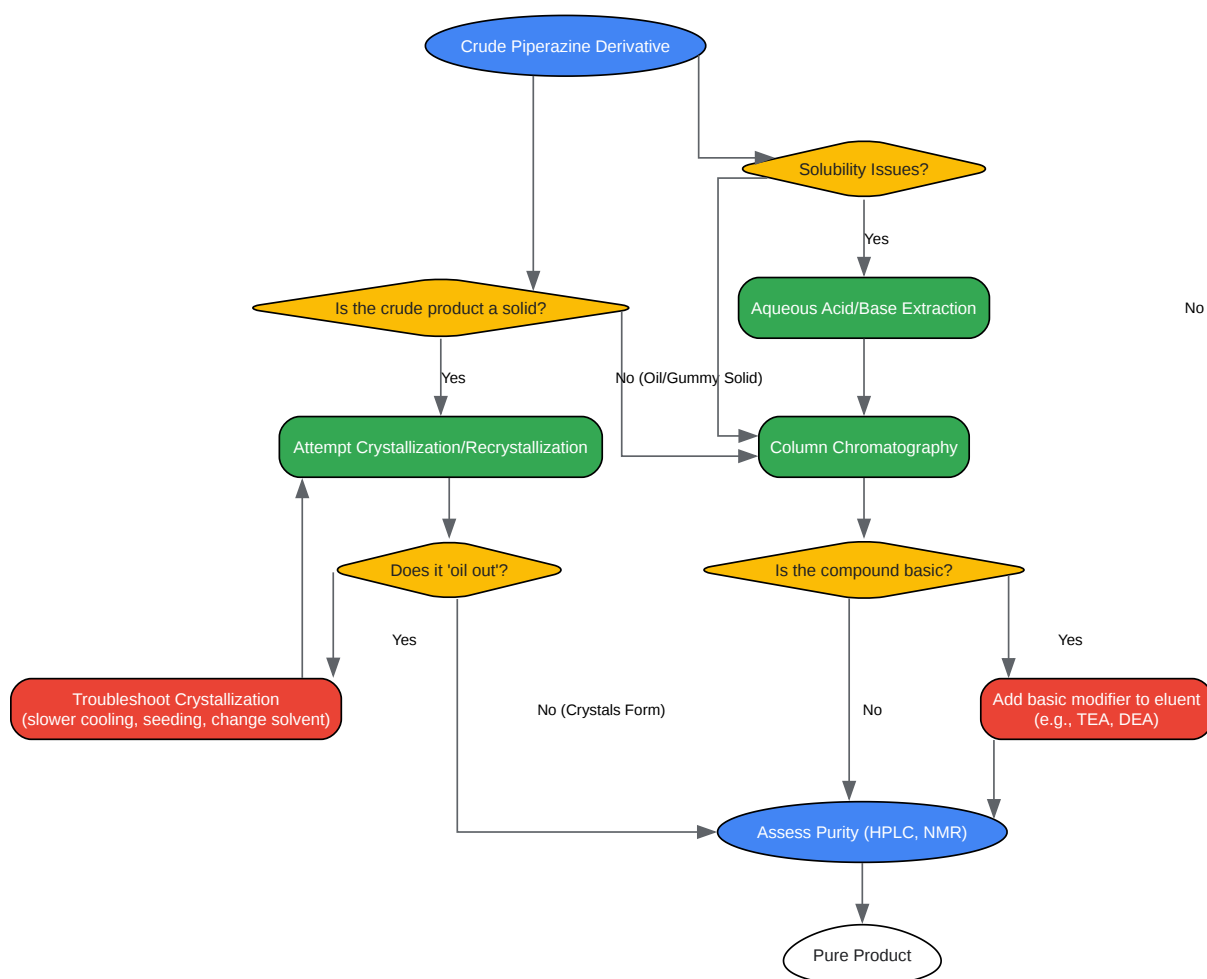 Crude Piperazine Derivative
Solubility Issues?
Yes
Is the crude product a solid?
Aqueous Acid/Base Extraction
No
Yes
No (Oil/Gummy Solid)
Attempt Crystallization/Recrystallization
Column Chromatography
Does it 'oil out'?
Is the compound basic?
Yes
Yes
Troubleshoot Crystallization
(slower cooling, seeding, change solvent)
No (Crystals Form)
No
Add basic modifier to eluent
(e.g., TEA, DEA)
Assess Purity (HPLC, NMR)
Pure Product